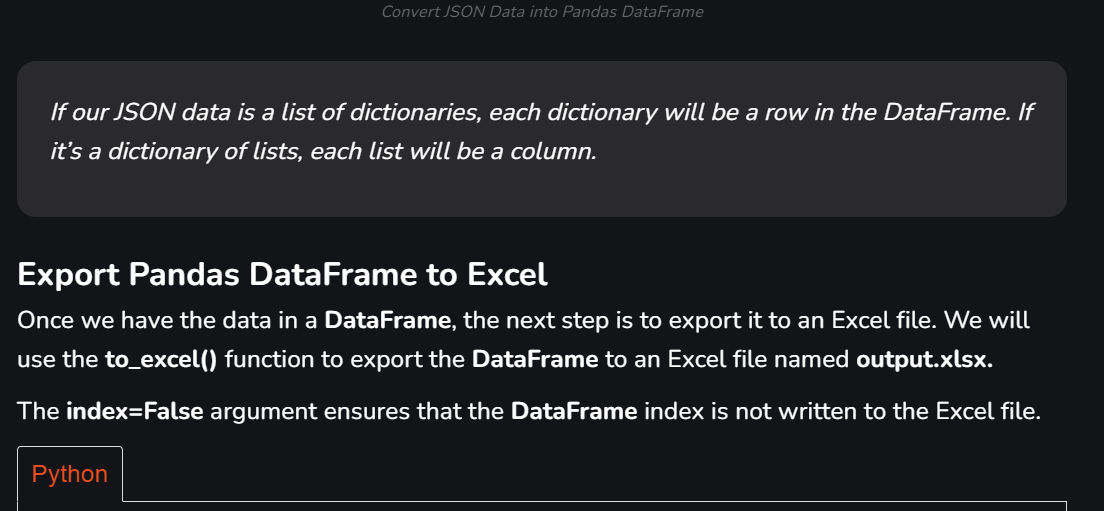 Convert JSON Data into Pandas DataFrame
If our JSON data is a list of dictionaries, each dictionary will be a row in the DataFrame. If
it’s a dictionary of lists, each list will be a column.
Export Pandas DataFrame to Excel
Once we have the data in a DataFrame, the next step is to export it to an Excel file. We will
use the to_excel() function to export the DataFrame to an Excel file named output.xlsx.
The index=False argument ensures that the DataFrame index is not written to the Excel file.
Python